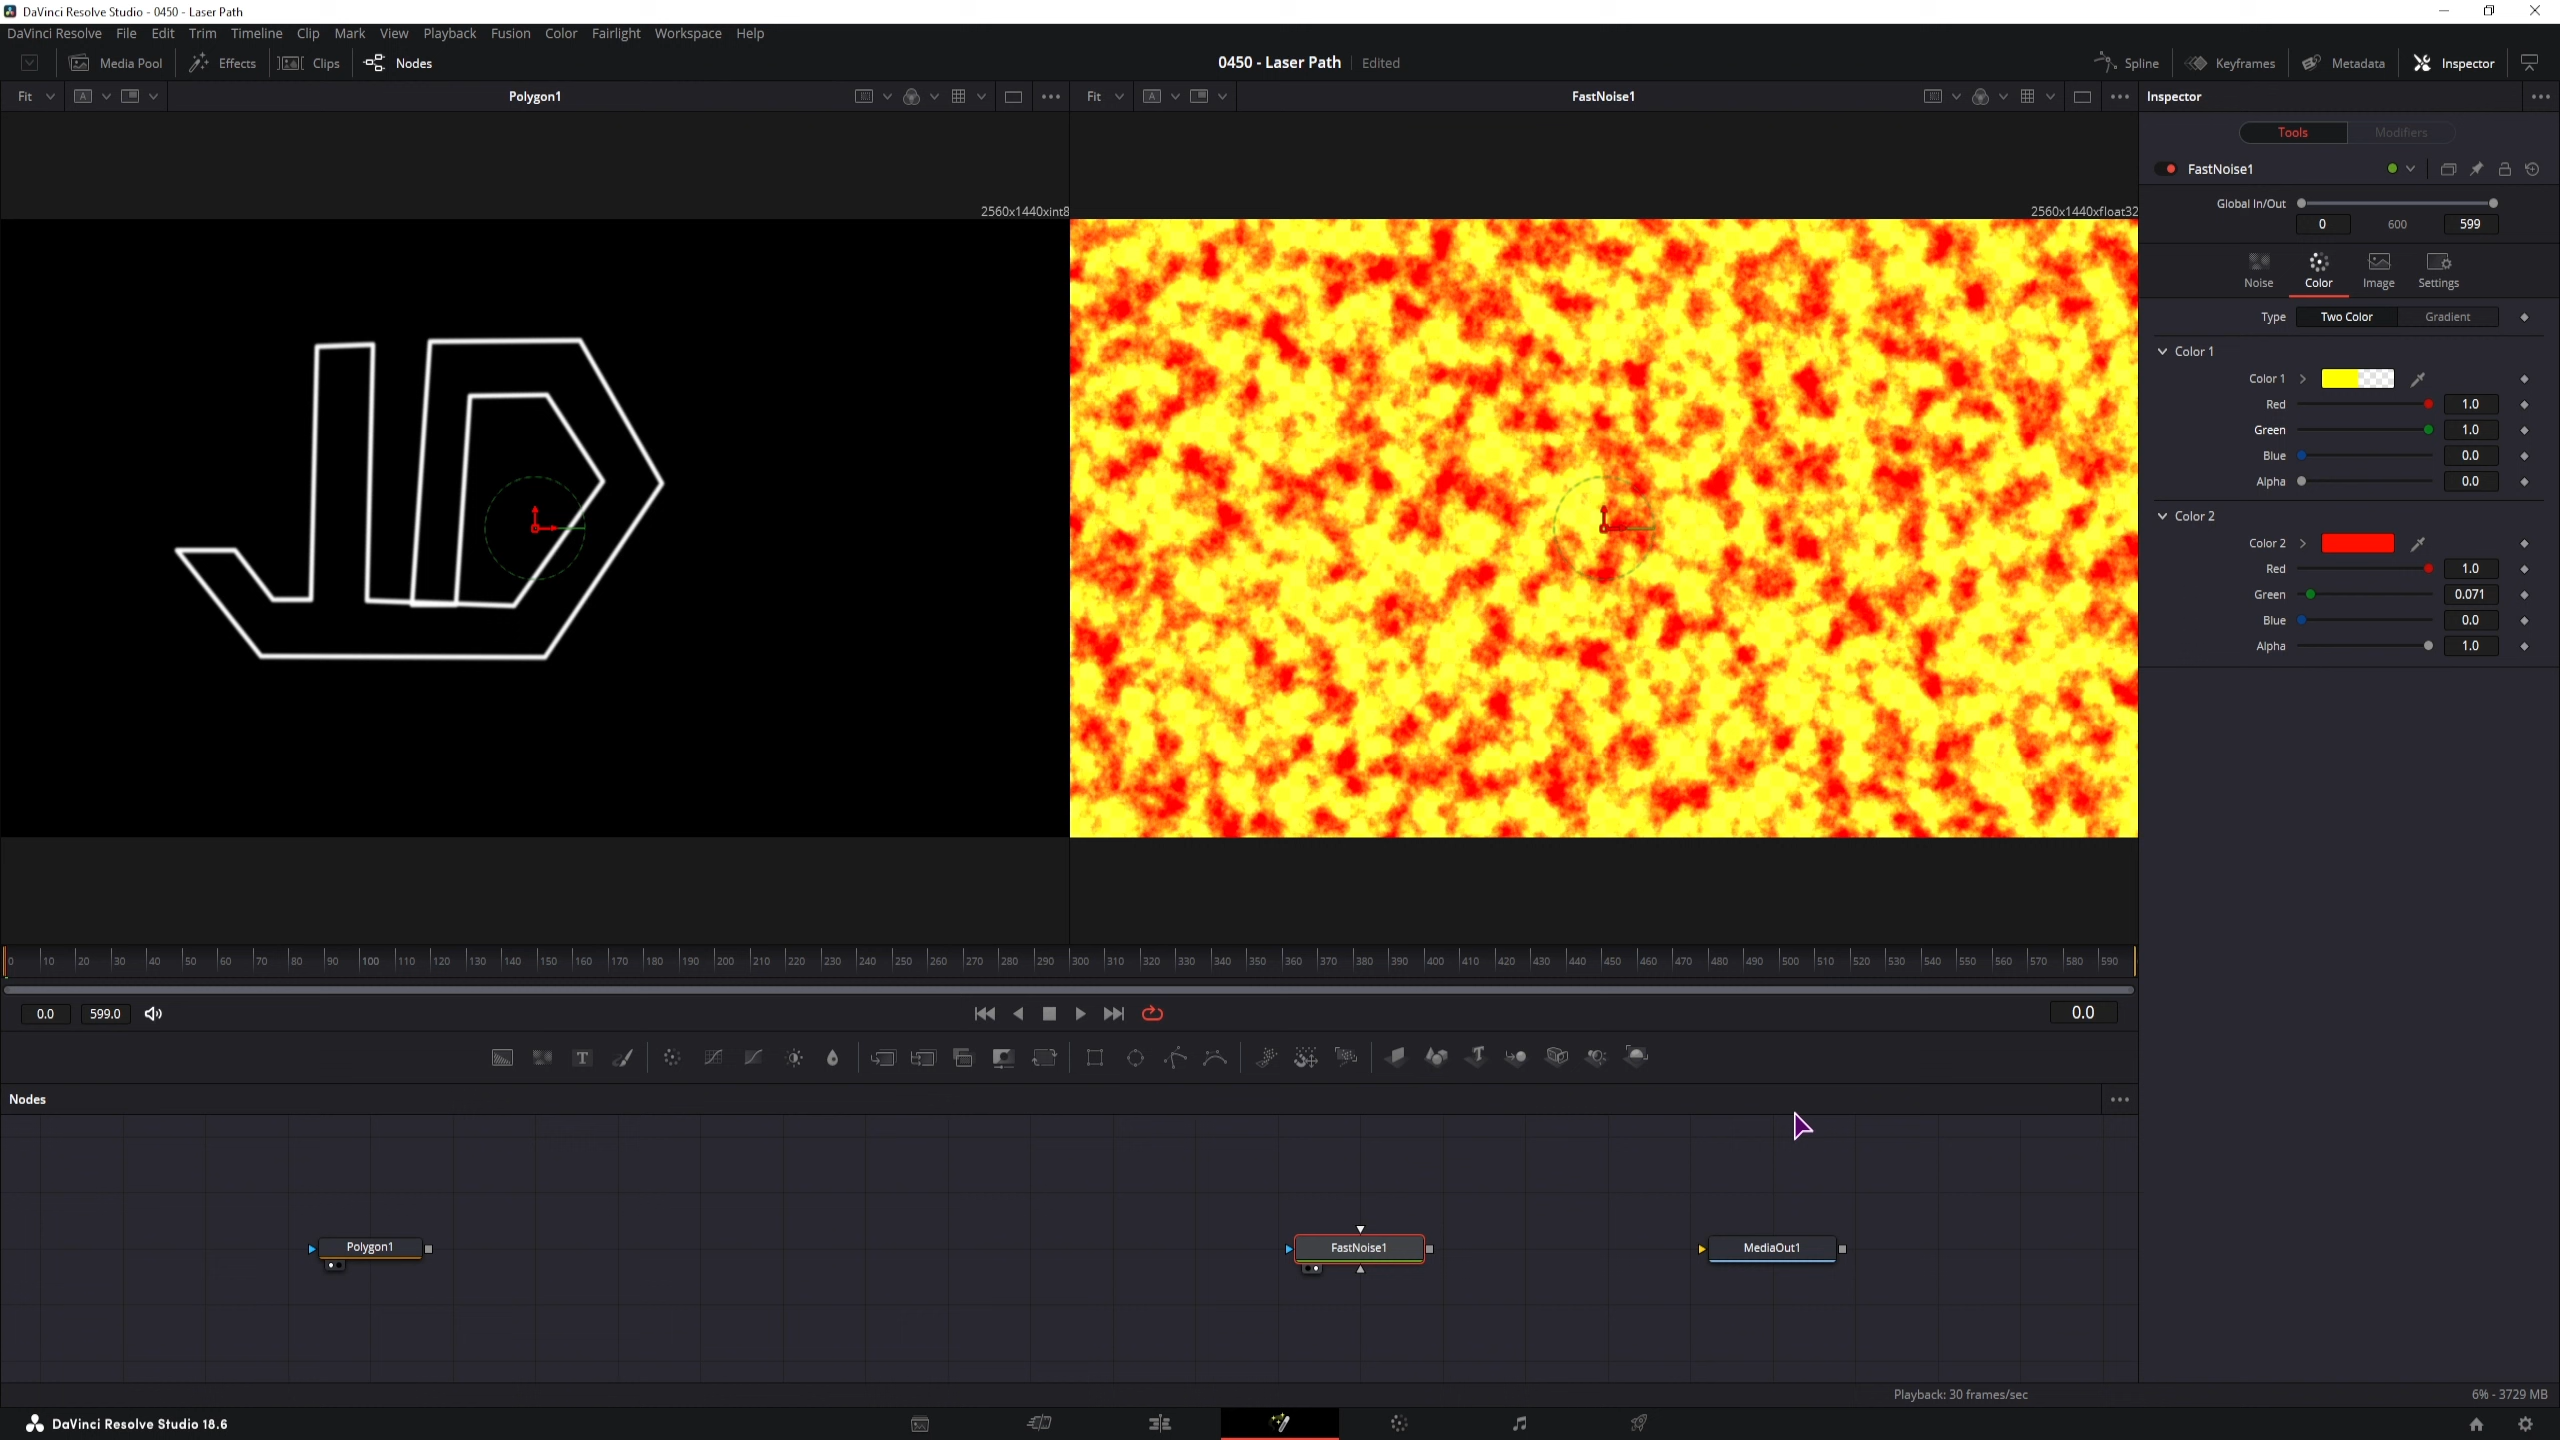 DaVinci Resolve Studio - 0450 - Laser Path
DaVinci Resolve File Edit Trim Timeline Clip Mark View Playback Fusion Color Fairlight Workspace Help
Media Pool Effects Clips Nodes 0450 - Laser Path Edited Spline Keyframes Metadata Inspector
Fit A Polygon1 Fit A FastNoise1 Inspector
Tools Modifiers
FastNoise1
2560x1440xint8 2560x1440xfloat32
Global In/Out
0 600 599
Noise Color Image Settings
Type Two Color Gradient
Color 1
Color 1
Red 1.0
Green 1.0
Blue 0.0
Alpha 0.0
Color 2
Color 2
Red 1.0
Green 0.071
Blue 0.0
Alpha 1.0
0 10 20 30 40 50 60 70 80 90 100 110 120 130 140 150 160 170 180 190 200 210 220 230 240 250 260 270 280 290 300 310 320 330 340 350 360 370 380 390 400 410 420 430 440 450 460 470 480 490 500 510 520 530 540 550 560 570 580 590
0.0 599.0 0.0
T
Nodes
Polygon1 FastNoise1 MediaOut1
Playback: 30 frames/sec 6% - 3729 MB
DaVinci Resolve Studio 18.6